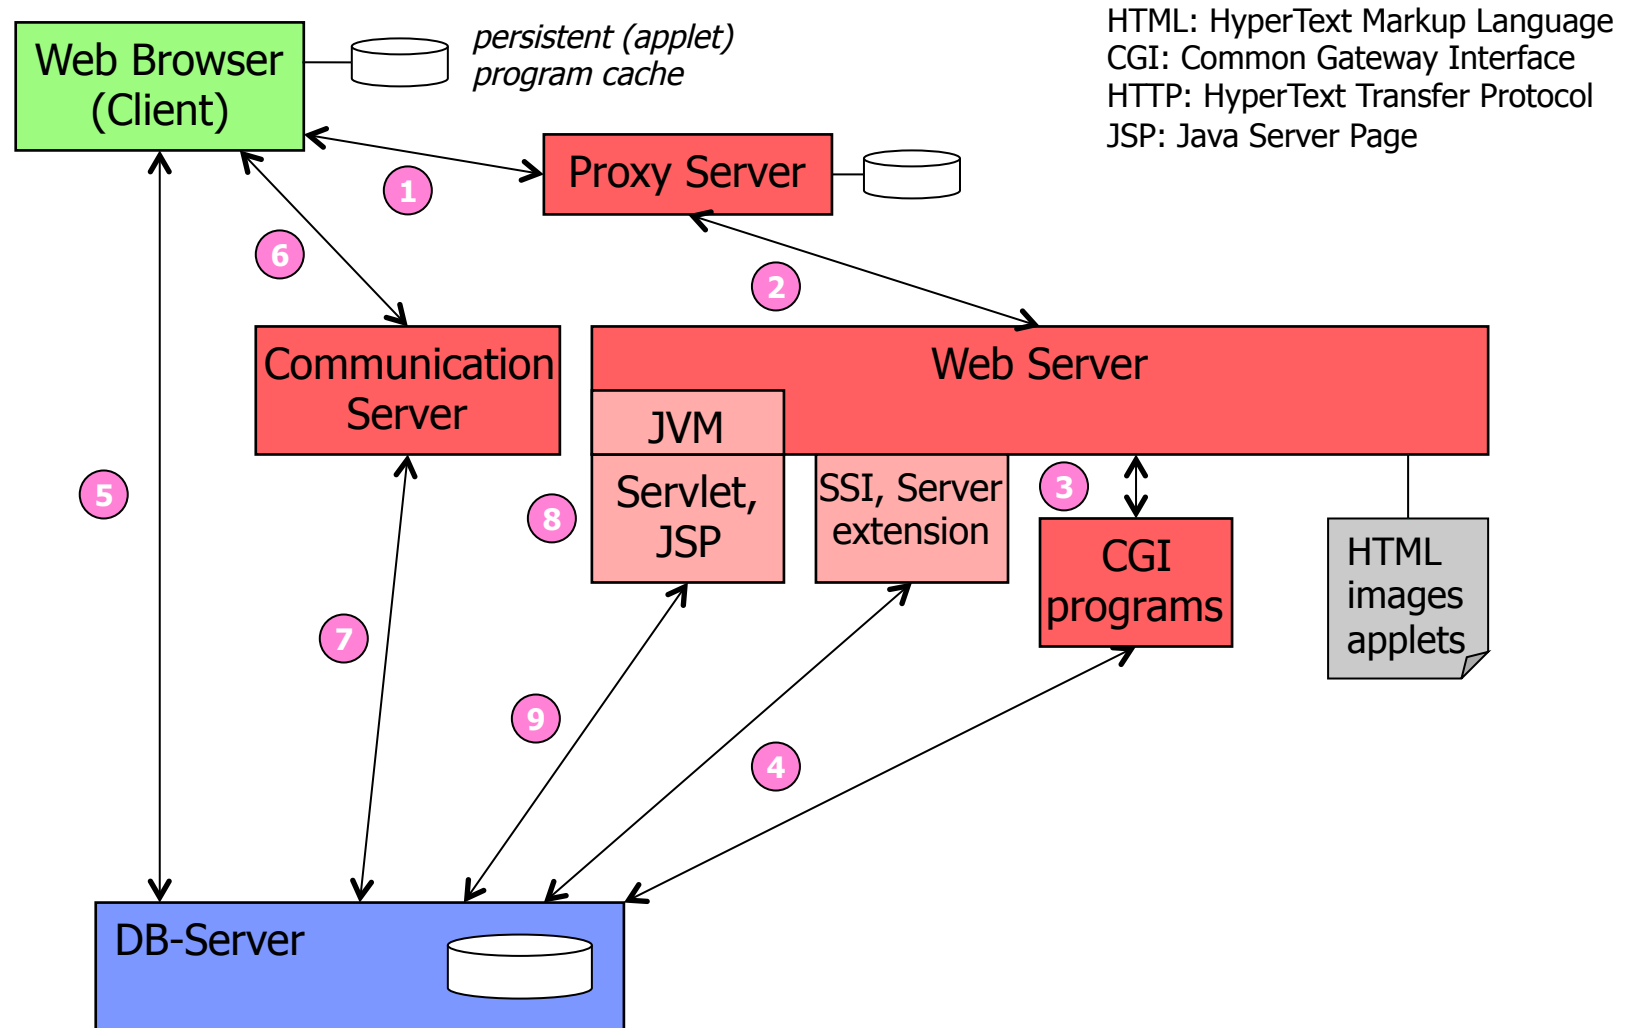 Web Browser
(Client)
persistent (applet)
program cache
HTML: HyperText Markup Language
CGI: Common Gateway Interface
HTTP: HyperText Transfer Protocol
JSP: Java Server Page
1
Proxy Server
6
2
Communication
Server
Web Server
JVM
5
8
Servlet,
JSP
SSI, Server
extension
3
CGI
programs
HTML
images
applets
7
9
4
DB-Server